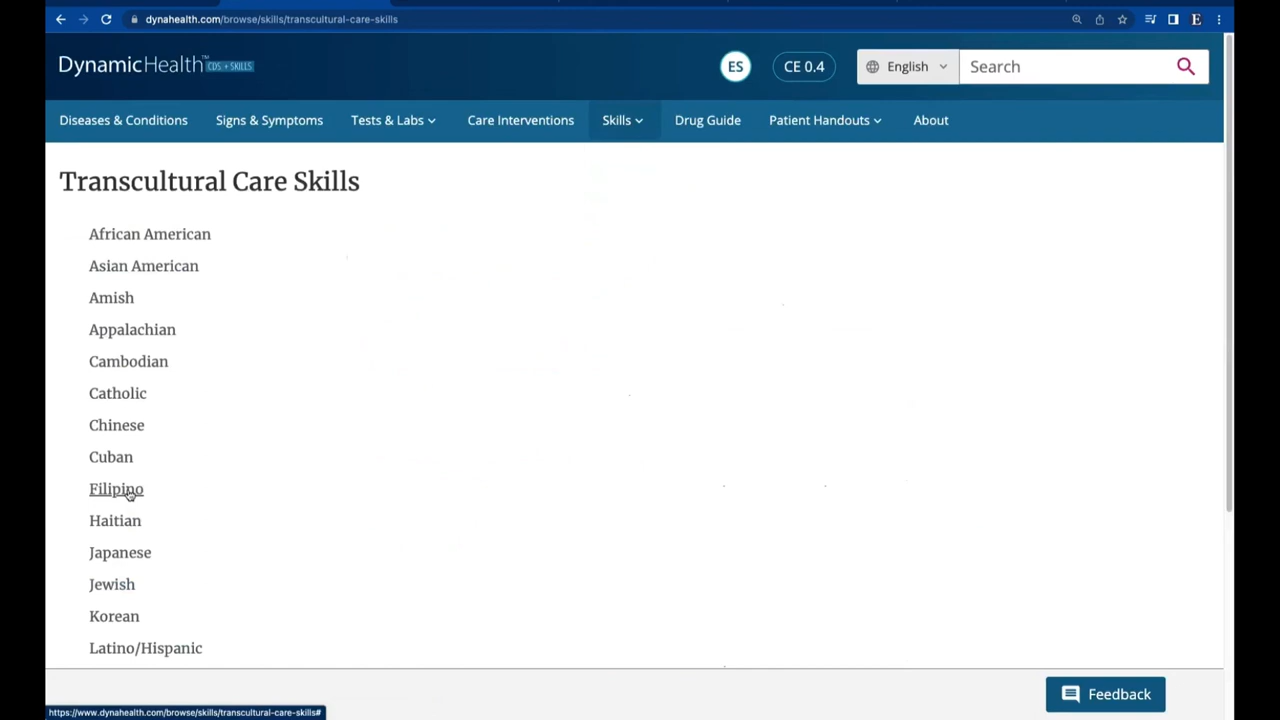 dynahealth.com/browse/skills/transcultural-care-skills
DynamicHealth™ CDS + SKILLS
ES
CE 0.4
English
Search
Diseases & Conditions Signs & Symptoms Tests & Labs Care Interventions Skills Drug Guide Patient Handouts About
Transcultural Care Skills
African American
Asian American
Amish
Appalachian
Cambodian
Catholic
Chinese
Cuban
Filipino
Haitian
Japanese
Jewish
Korean
Latino/Hispanic
Feedback
https://www.dynahealth.com/browse/skills/transcultural-care-skills#